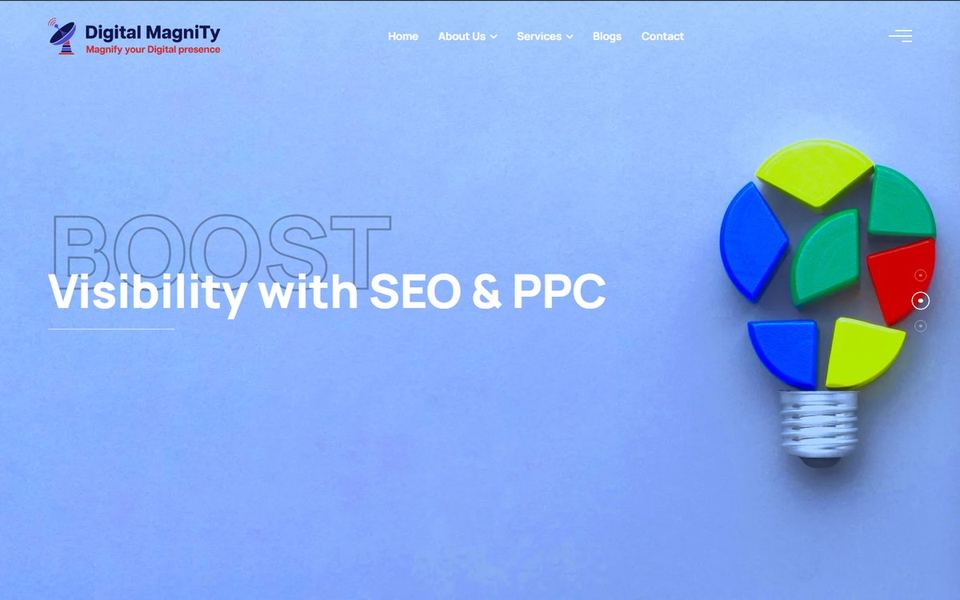 Digital MagniTy
Magnify your Digital presence
Home
About Us
Services
Blogs
Contact
BOOST
Visibility with SEO & PPC